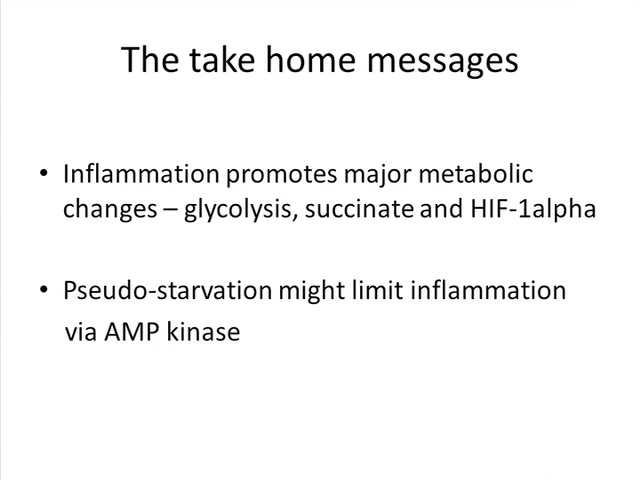 The take home messages
• Inflammation promotes major metabolic
changes – glycolysis, succinate and HIF-1alpha
• Pseudo-starvation might limit inflammation
via AMP kinase